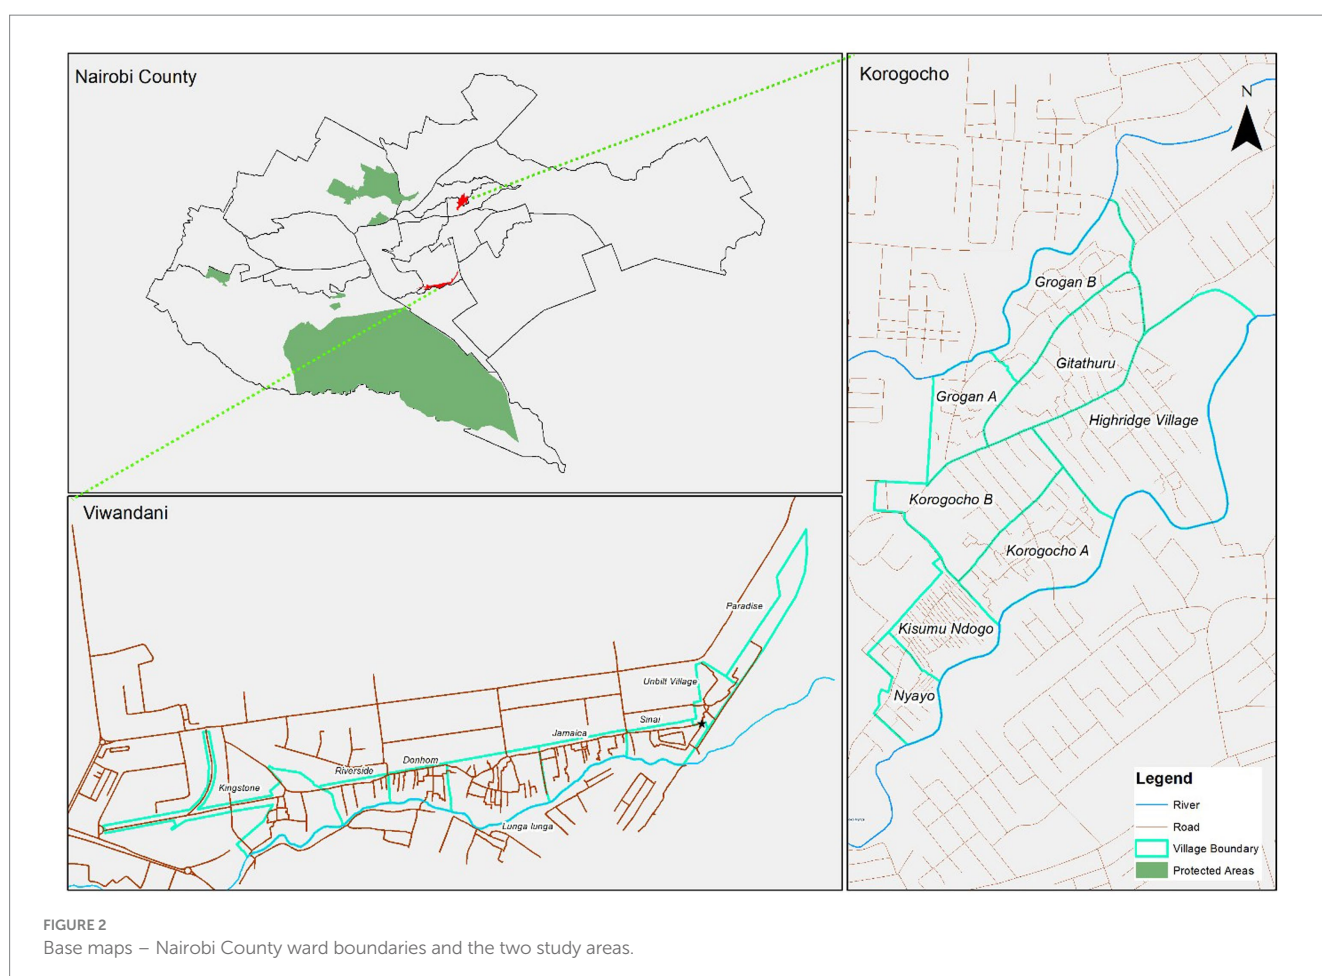 Nairobi County
Korogocho
N
Grogan B
Gitathuru
Grogan A
Highridge Village
Korogocho B
Korogocho A
Kisumu Ndogo
Nyayo
Viwandani
Paradise
Unbilt Village
Sinai
Jamaica
Donhom
Riverside
Kingstone
Lunga lunga
Legend
River
Road
Village Boundary
Protected Areas
FIGURE 2
Base maps – Nairobi County ward boundaries and the two study areas.